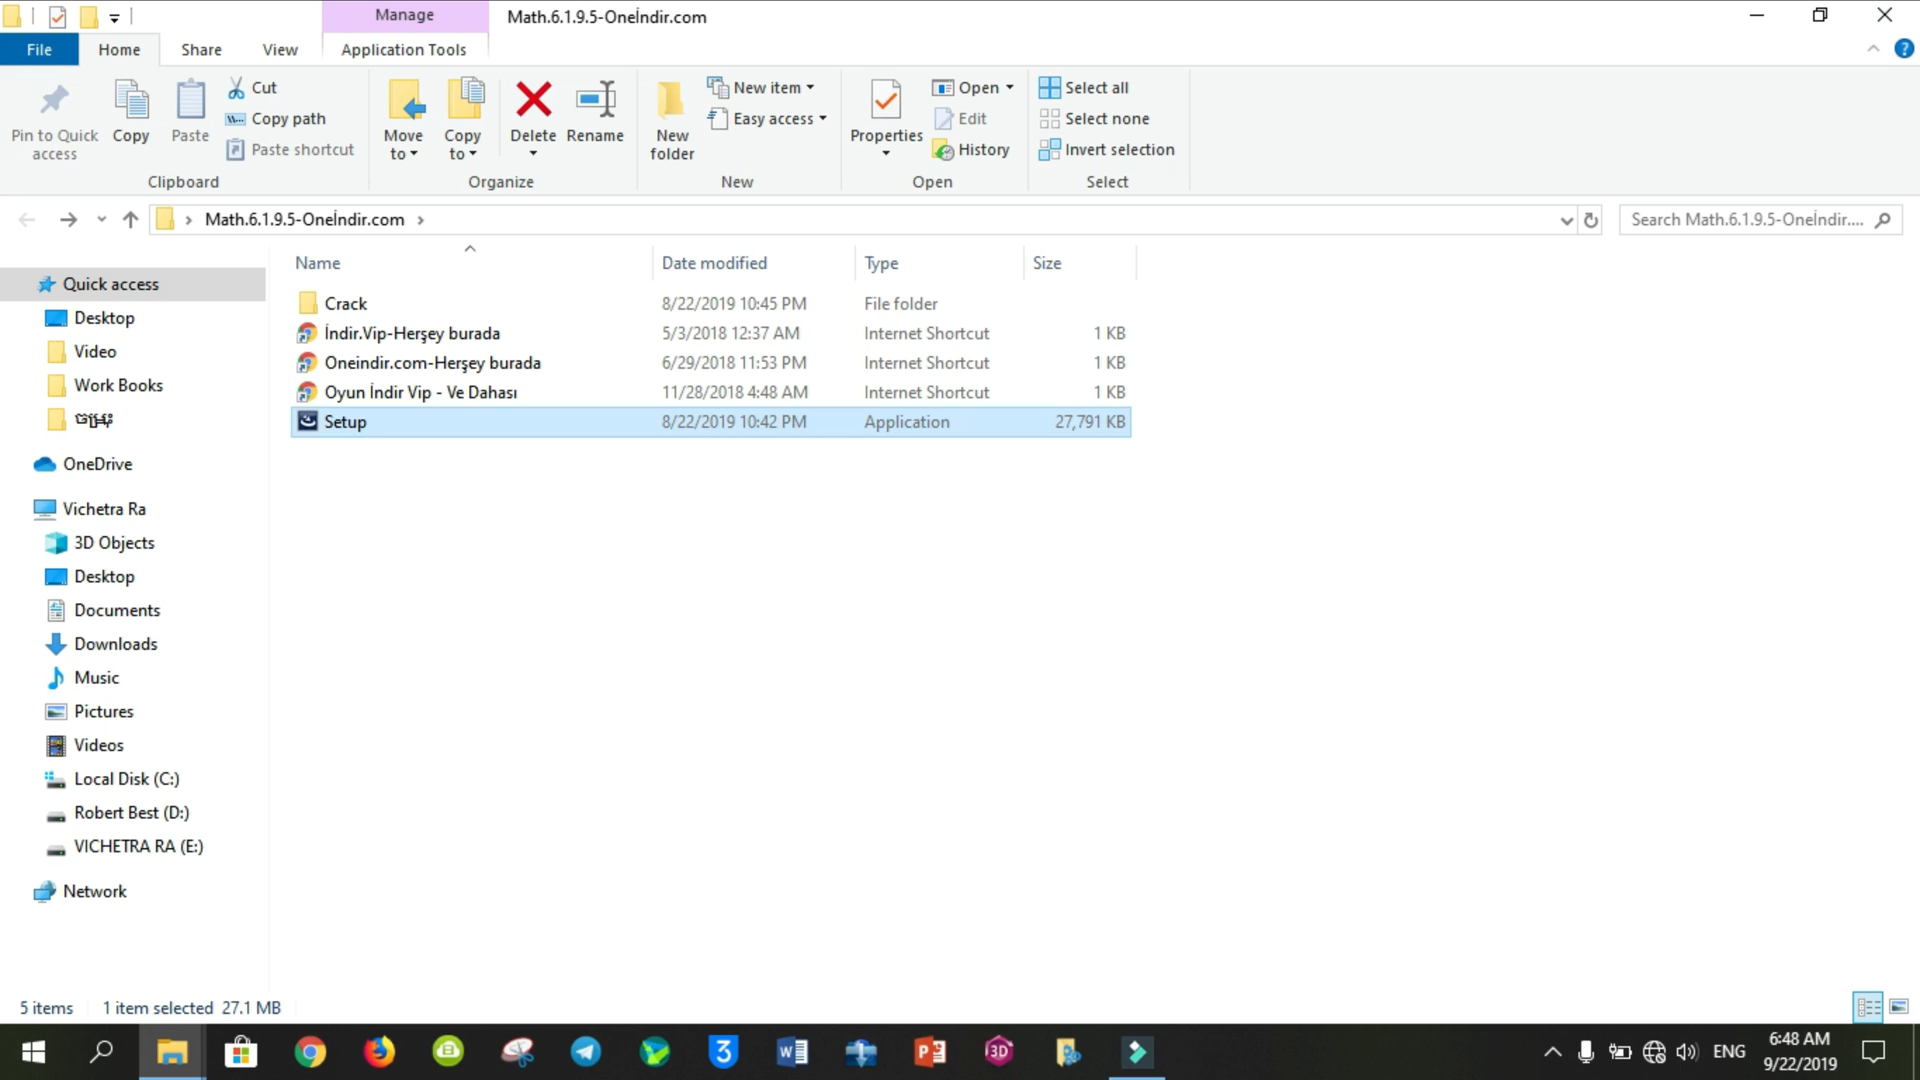 Manage
Math.6.1.9.5-Oneİndir.com
File
Home
Share
View
Application Tools
Pin to Quick access
Copy
Paste
Cut
Copy path
Paste shortcut
Clipboard
Move to
Copy to
Delete
Rename
Organize
New folder
New item
Easy access
New
Properties
Open
Edit
History
Open
Select all
Select none
Invert selection
Select
Math.6.1.9.5-Oneİndir.com
Search Math.6.1.9.5-Oneİndir....
Name
Date modified
Type
Size
Crack 8/22/2019 10:45 PM File folder
İndir.Vip-Herşey burada 5/3/2018 12:37 AM Internet Shortcut 1 KB
Oneindir.com-Herşey burada 6/29/2018 11:53 PM Internet Shortcut 1 KB
Oyun İndir Vip - Ve Dahası 11/28/2018 4:48 AM Internet Shortcut 1 KB
Setup 8/22/2019 10:42 PM Application 27,791 KB
Quick access
Desktop
Video
Work Books
OneDrive
Vichetra Ra
3D Objects
Desktop
Documents
Downloads
Music
Pictures
Videos
Local Disk (C:)
Robert Best (D:)
VICHETRA RA (E:)
Network
5 items
1 item selected 27.1 MB
ENG
6:48 AM
9/22/2019